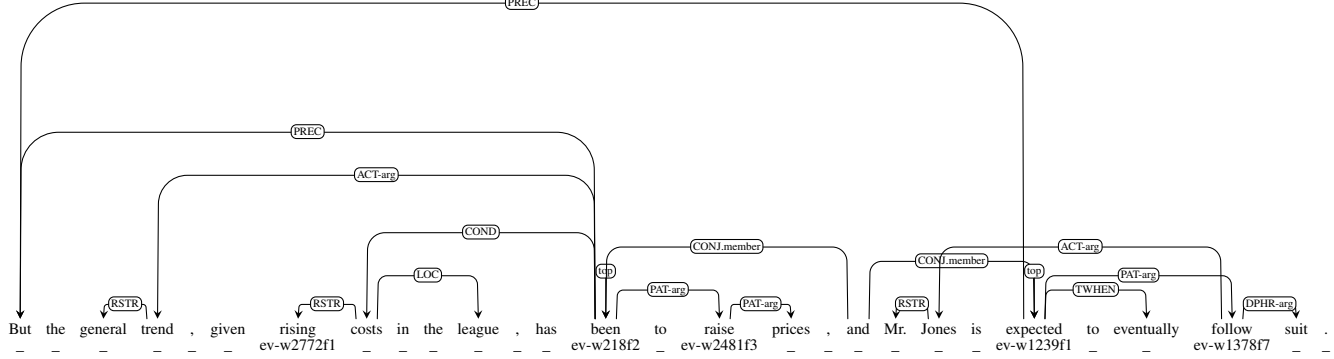 PREC
PREC
ACT-arg
COND
CONJ.member ACT-arg
CONJ.member
LOC top top PAT-arg
PAT-arg TWHEN
RSTR RSTR PAT-arg RSTR DPHR-arg
But the general trend , given rising costs in the league , has been to raise prices , and Mr. Jones is expected to eventually follow suit .
_ _ _ _ _ _ ev-w2772f1 _ _ _ _ _ _ ev-w218f2 _ ev-w2481f3 _ _ _ _ _ _ ev-w1239f1 _ _ ev-w1378f7 _ _